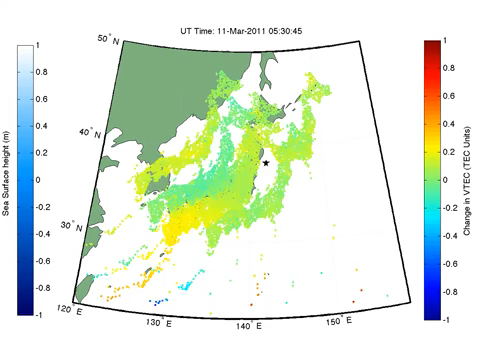 UT Time: 11-Mar-2011 05:30:45
50° N
40° N
30° N
120° E
130° E
140° E
150° E
Sea Surface height (m)
1
0.8
0.6
0.4
0.2
0
-0.2
-0.4
-0.6
-0.8
-1
Change in VTEC (TEC Units)
1
0.8
0.6
0.4
0.2
0
-0.2
-0.4
-0.6
-0.8
-1